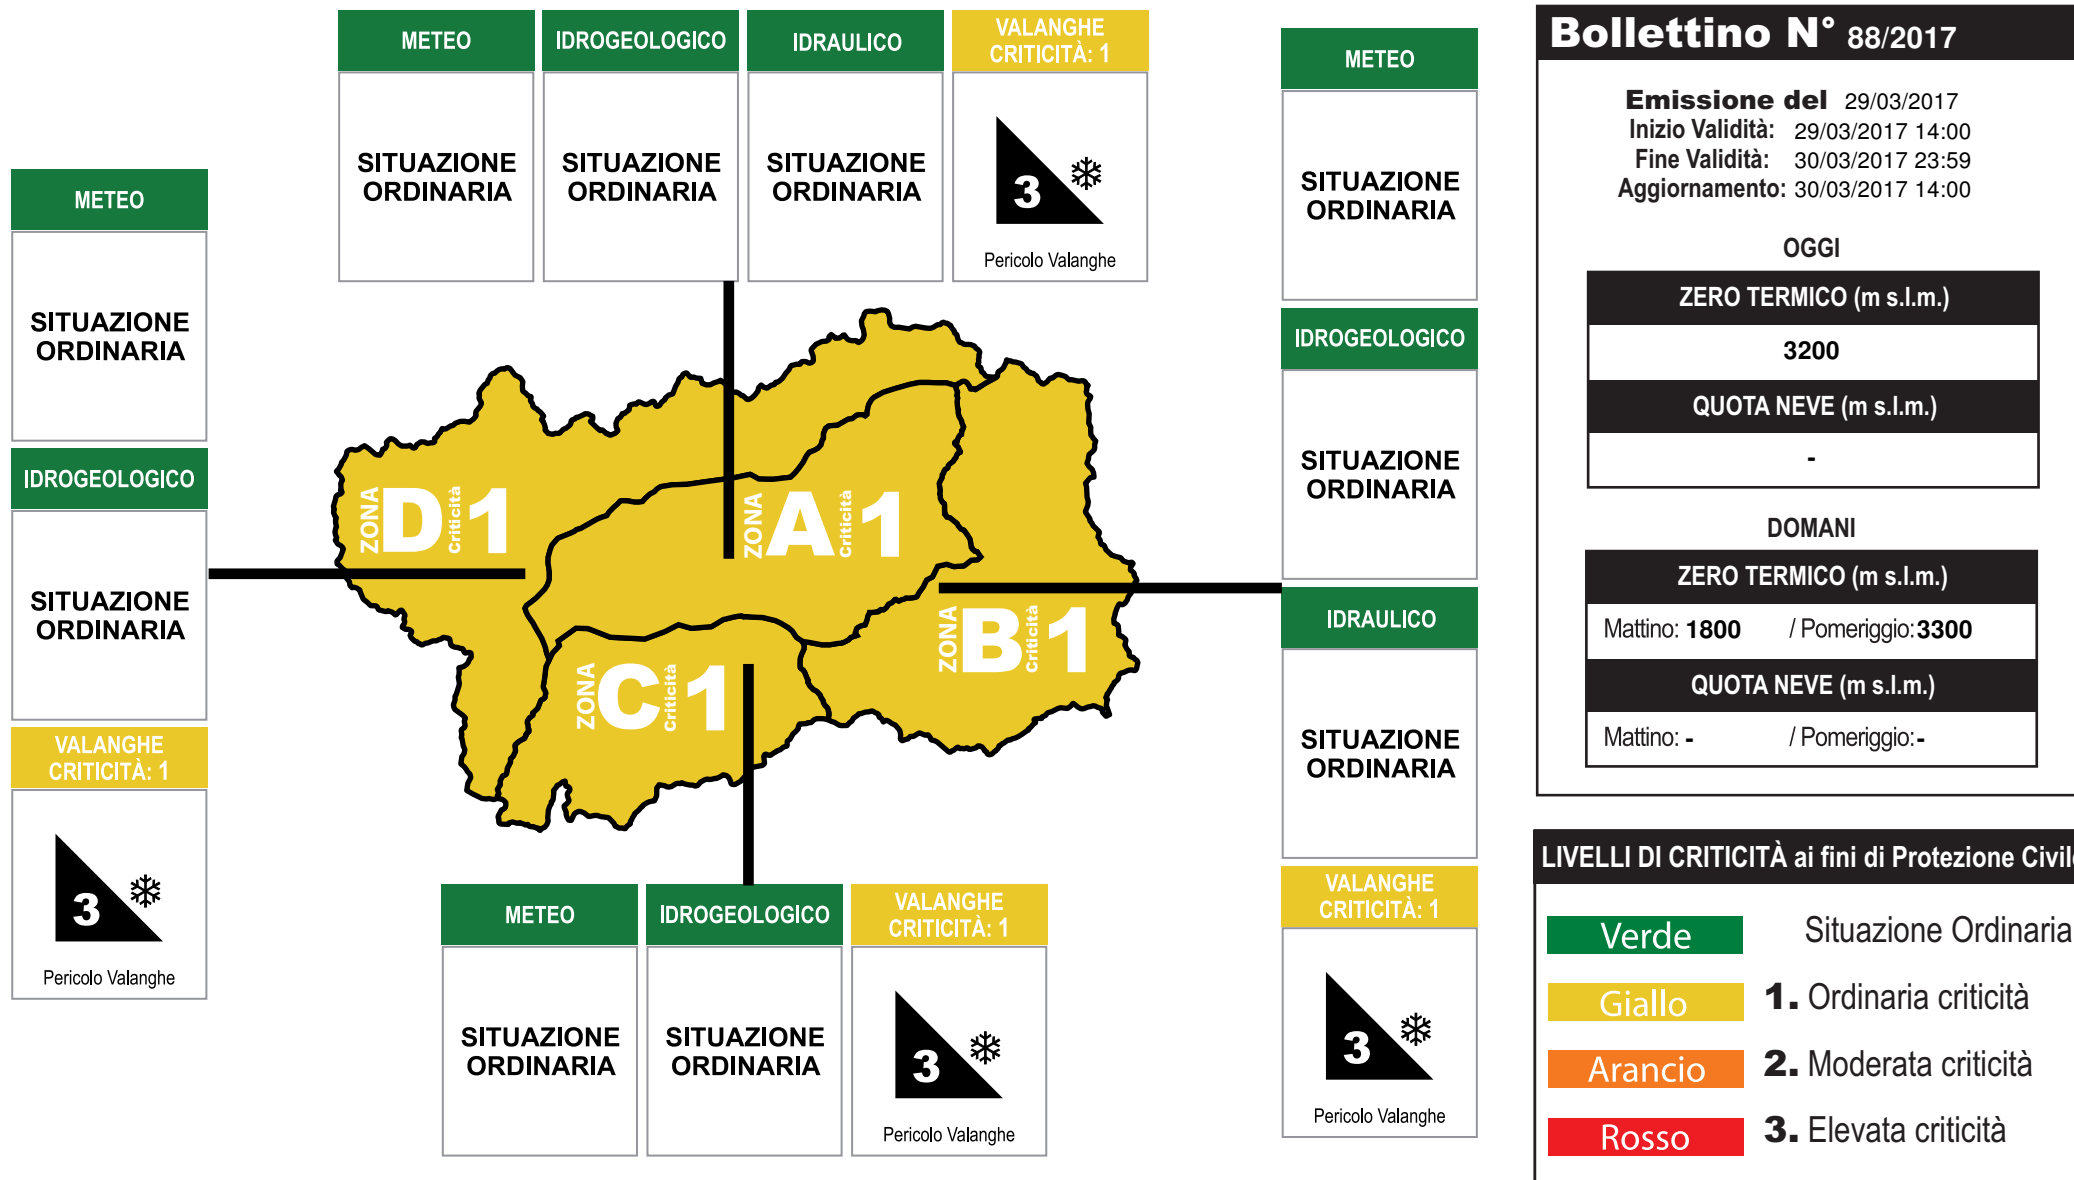 METEO
IDROGEOLOGICO
IDRAULICO
VALANGHE
CRITICITÀ: 1
SITUAZIONE
ORDINARIA
SITUAZIONE
ORDINARIA
SITUAZIONE
ORDINARIA
3
Pericolo Valanghe
METEO
SITUAZIONE
ORDINARIA
IDROGEOLOGICO
SITUAZIONE
ORDINARIA
VALANGHE
CRITICITÀ: 1
3
Pericolo Valanghe
ZONA D Criticità 1
ZONA A Criticità 1
ZONA B Criticità 1
ZONA C Criticità 1
METEO
IDROGEOLOGICO
VALANGHE
CRITICITÀ: 1
SITUAZIONE
ORDINARIA
SITUAZIONE
ORDINARIA
3
Pericolo Valanghe
METEO
SITUAZIONE
ORDINARIA
IDROGEOLOGICO
SITUAZIONE
ORDINARIA
IDRAULICO
SITUAZIONE
ORDINARIA
VALANGHE
CRITICITÀ: 1
3
Pericolo Valanghe
Bollettino N° 88/2017
Emissione del 29/03/2017
Inizio Validità: 29/03/2017 14:00
Fine Validità: 30/03/2017 23:59
Aggiornamento: 30/03/2017 14:00
OGGI
ZERO TERMICO (m s.l.m.)
3200
QUOTA NEVE (m s.l.m.)
-
DOMANI
ZERO TERMICO (m s.l.m.)
Mattino: 1800 / Pomeriggio: 3300
QUOTA NEVE (m s.l.m.)
Mattino: - / Pomeriggio: -
LIVELLI DI CRITICITÀ ai fini di Protezione Civile
Verde Situazione Ordinaria
Giallo 1. Ordinaria criticità
Arancio 2. Moderata criticità
Rosso 3. Elevata criticità